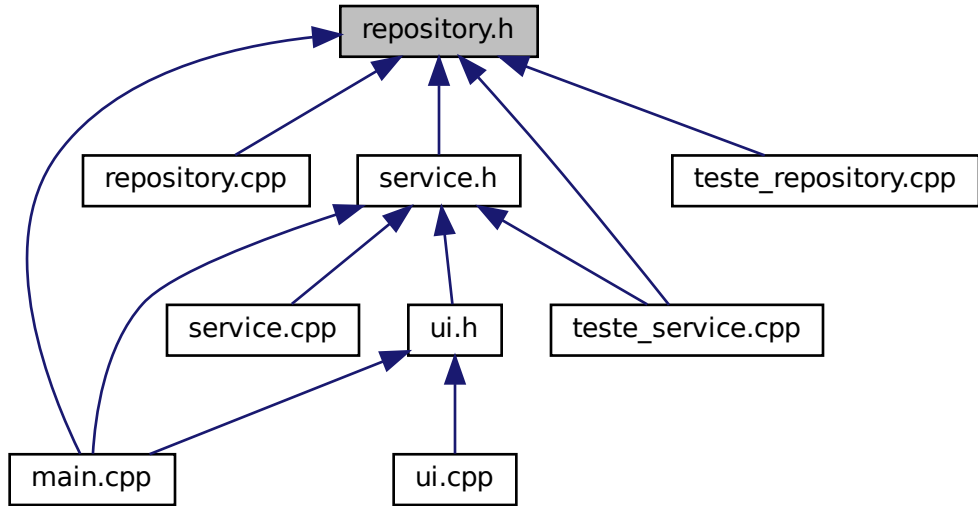 repository.h
repository.cpp
service.h
teste_repository.cpp
service.cpp
ui.h
teste_service.cpp
main.cpp
ui.cpp